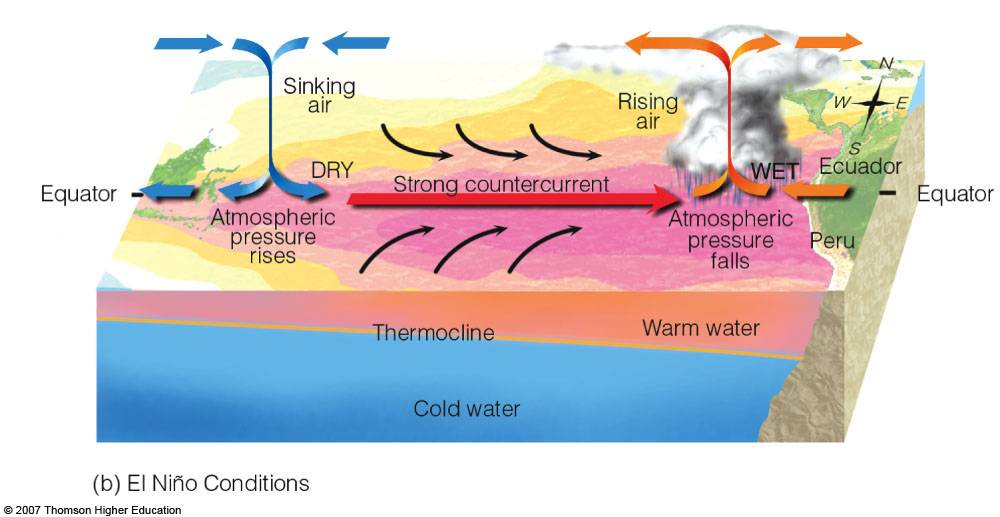 Sinking
air
Rising
air
N
W
E
S
DRY
WET
Ecuador
Equator
Strong countercurrent
Equator
Atmospheric
pressure
rises
Atmospheric
pressure
falls
Peru
Thermocline
Warm water
Cold water
(b) El Niño Conditions
© 2007 Thomson Higher Education